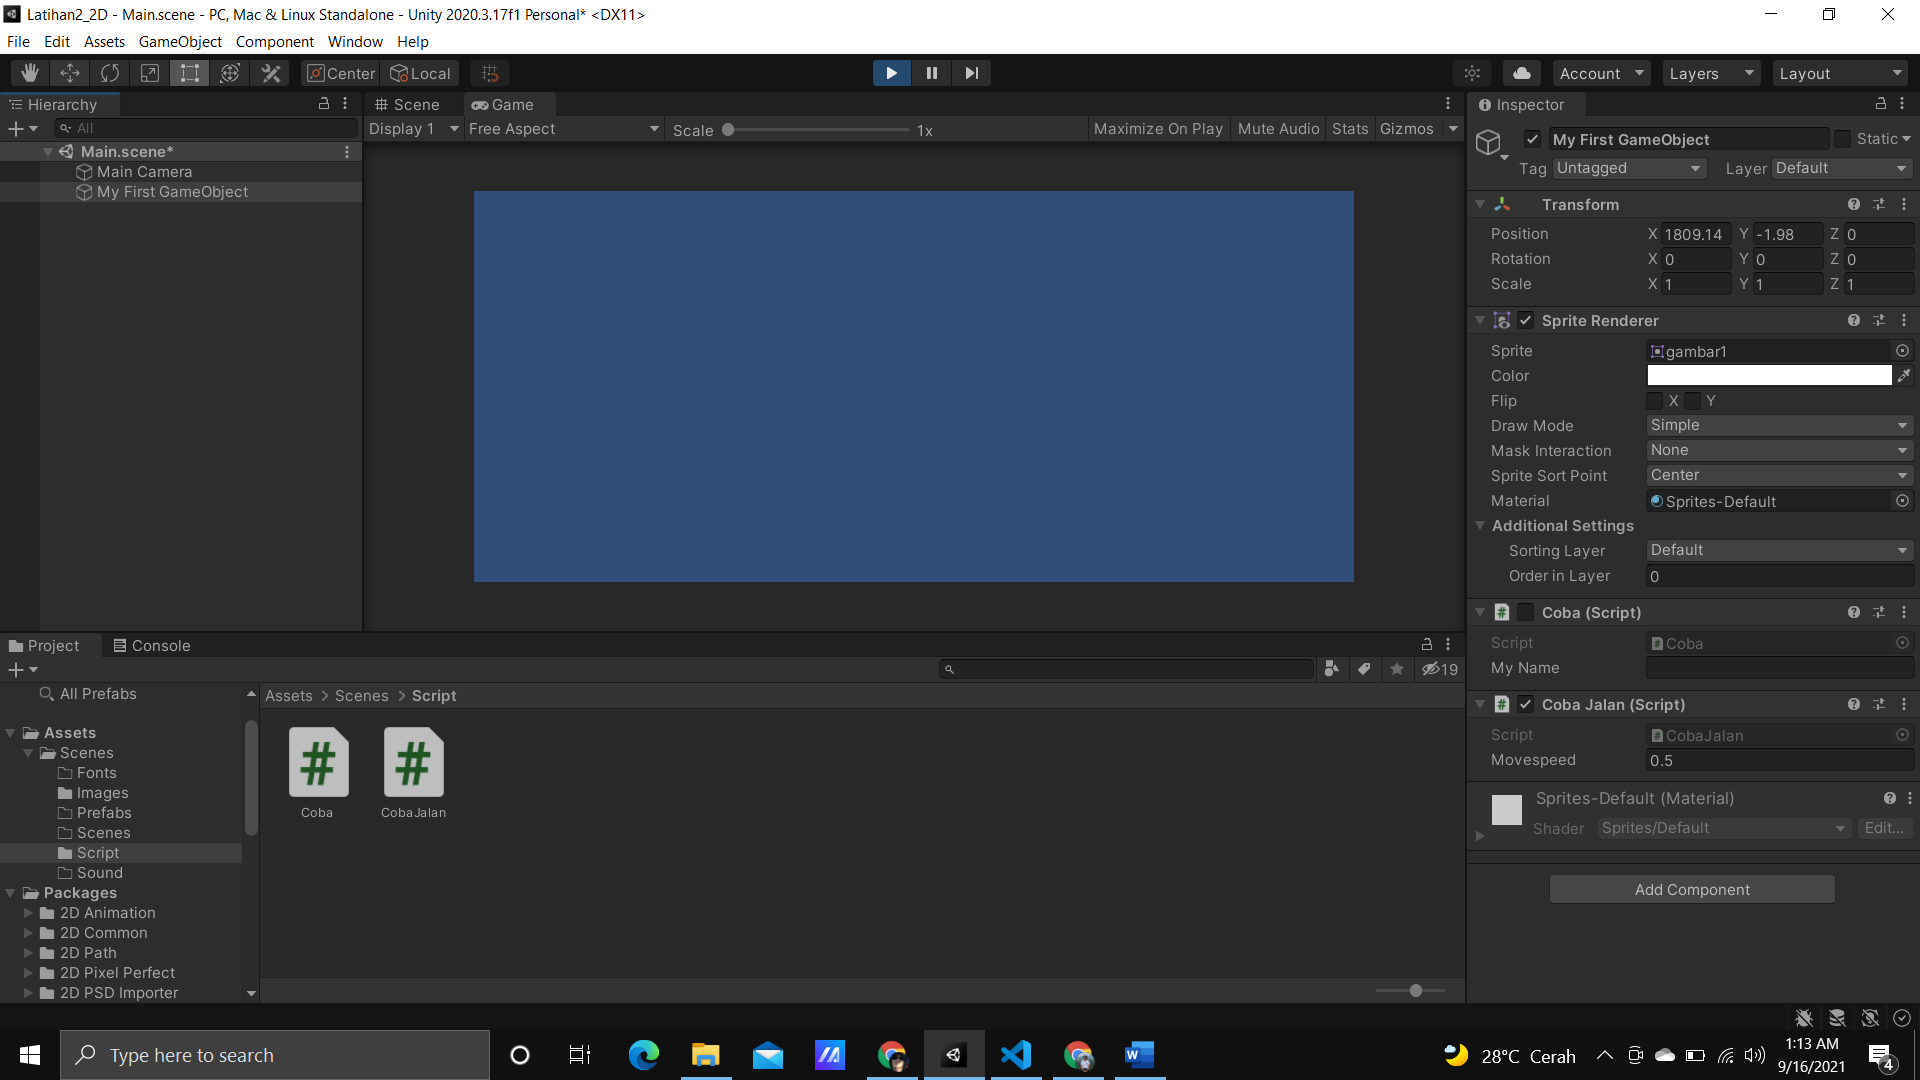 Latihan2_2D - Main.scene - PC, Mac & Linux Standalone - Unity 2020.3.17f1 Personal* <DX11>
File Edit Assets GameObject Component Window Help
Center Local
Account Layers Layout
Hierarchy
All
Main.scene*
Main Camera
My First GameObject
Scene Game
Display 1 Free Aspect Scale 1x Maximize On Play Mute Audio Stats Gizmos
Inspector
My First GameObject Static
Tag Untagged Layer Default
Transform
Position X 1809.14 Y -1.98 Z 0
Rotation X 0 Y 0 Z 0
Scale X 1 Y 1 Z 1
Sprite Renderer
Sprite gambar1
Color
Flip X Y
Draw Mode Simple
Mask Interaction None
Sprite Sort Point Center
Material Sprites-Default
Additional Settings
Sorting Layer Default
Order in Layer 0
Coba (Script)
Script Coba
My Name
Coba Jalan (Script)
Script CobaJalan
Movespeed 0.5
Sprites-Default (Material)
Shader Sprites/Default Edit...
Add Component
Project Console
19
All Prefabs
Assets
Scenes
Fonts
Images
Prefabs
Scenes
Script
Sound
Packages
2D Animation
2D Common
2D Path
2D Pixel Perfect
2D PSD Importer
Assets > Scenes > Script
Coba CobaJalan
Type here to search
28°C Cerah
1:13 AM
9/16/2021
4